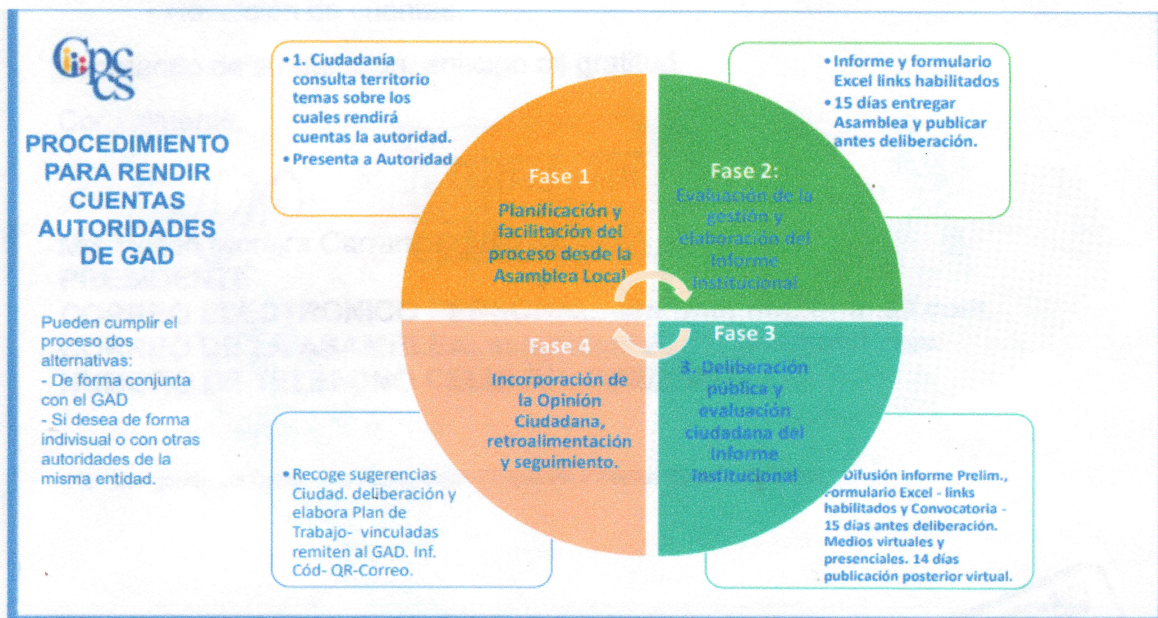 Cpc
cs
PROCEDIMIENTO
PARA RENDIR
CUENTAS
AUTORIDADES
DE GAD
Pueden cumplir el
proceso dos
alternativas:
- De forma conjunta
con el GAD
- Si desea de forma
indivisual o con otras
autoridades de la
misma entidad.
• 1. Ciudadanía
consulta territorio
temas sobre los
cuales rendirá
cuentas la autoridad.
• Presenta a Autoridad
Fase 1
Planificación y
facilitación del
proceso desde la
Asamblea Local
• Informe y formulario
Excel links habilitados
• 15 días entregar
Asamblea y publicar
antes deliberación.
Fase 2:
Evaluación de la
gestión y
elaboración del
Informe
Institucional
Fase 3
3. Deliberación
pública y
evaluación
ciudadana del
Informe
Institucional
Difusión informe Prelim.,
Formulario Excel - links
habilitados y Convocatoria -
15 días antes deliberación.
Medios virtuales y
presenciales. 14 días
publicación posterior virtual.
Fase 4
Incorporación de
la Opinión
Ciudadana,
retroalimentación
y seguimiento.
• Recoge sugerencias
Ciudad. deliberación y
elabora Plan de
Trabajo- vinculadas
remiten al GAD. Inf.
Cód- QR-Correo.